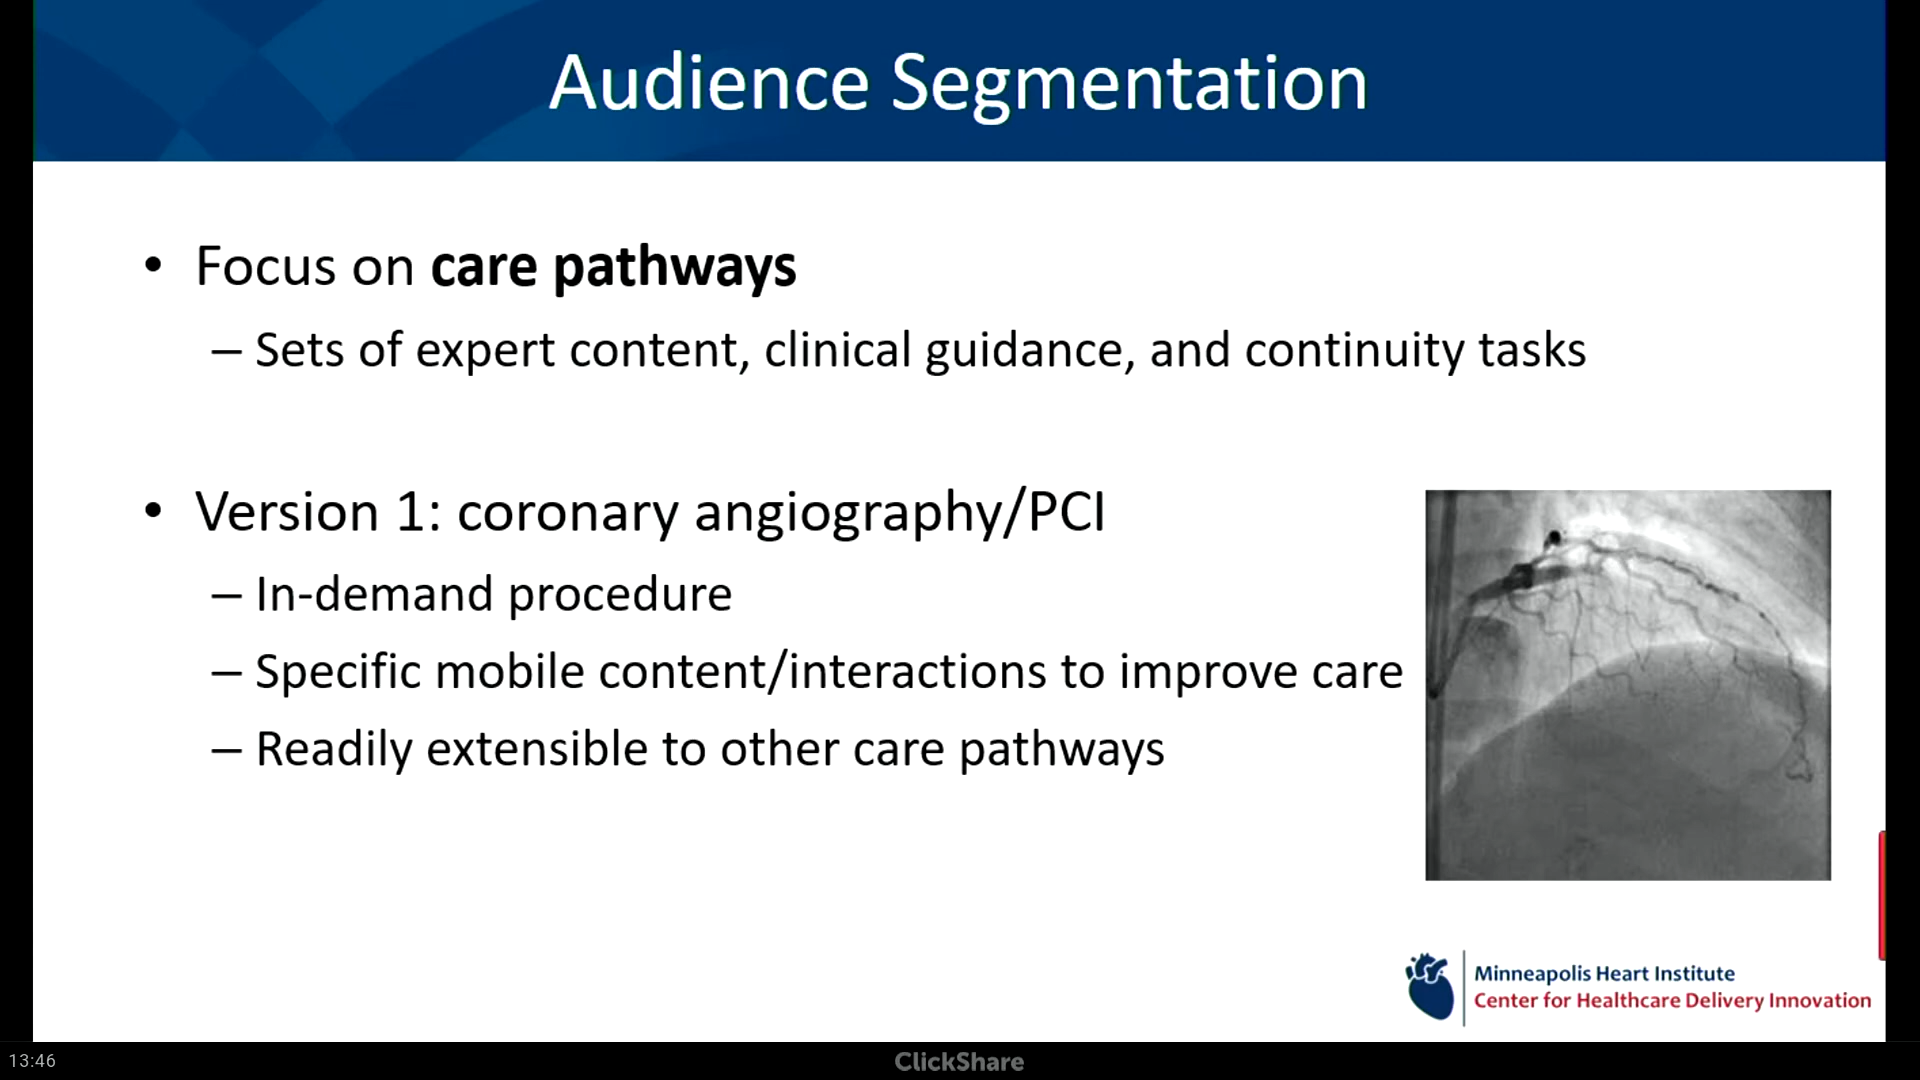 Audience Segmentation
• Focus on care pathways
– Sets of expert content, clinical guidance, and continuity tasks
• Version 1: coronary angiography/PCI
– In-demand procedure
– Specific mobile content/interactions to improve care
– Readily extensible to other care pathways
Minneapolis Heart Institute
Center for Healthcare Delivery Innovation
13:46
ClickShare